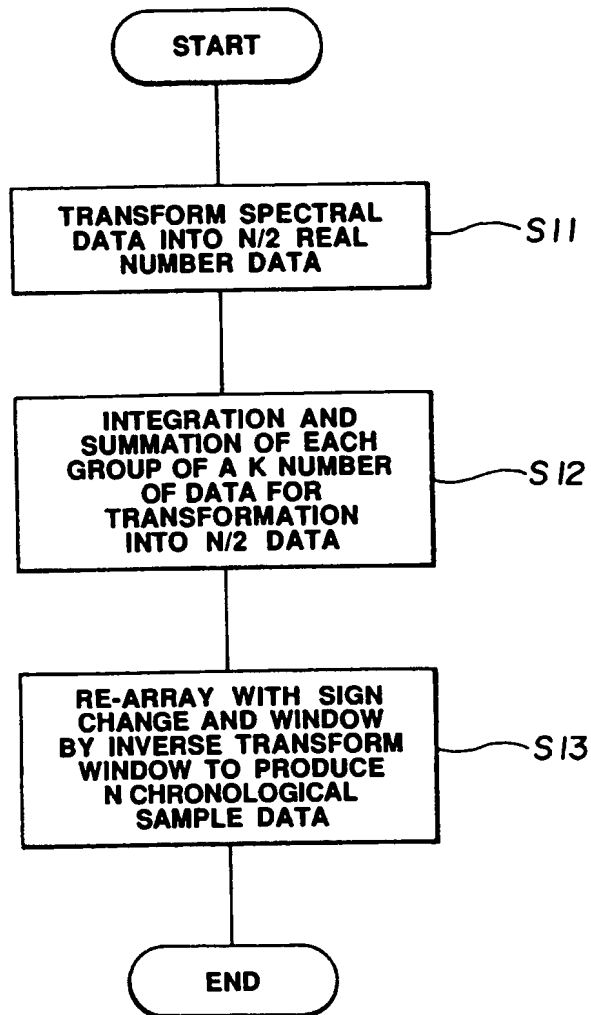 START
TRANSFORM SPECTRAL
DATA INTO N/2 REAL
NUMBER DATA
S11
INTEGRATION AND
SUMMATION OF EACH
GROUP OF A K NUMBER
OF DATA FOR
TRANSFORMATION
INTO N/2 DATA
S12
RE-ARRAY WITH SIGN
CHANGE AND WINDOW
BY INVERSE TRANSFORM
WINDOW TO PRODUCE
N CHRONOLOGICAL
SAMPLE DATA
S13
END